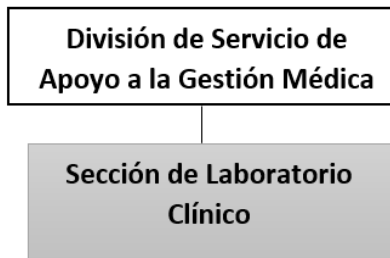 División de Servicio de
Apoyo a la Gestión Médica
Sección de Laboratorio
Clínico